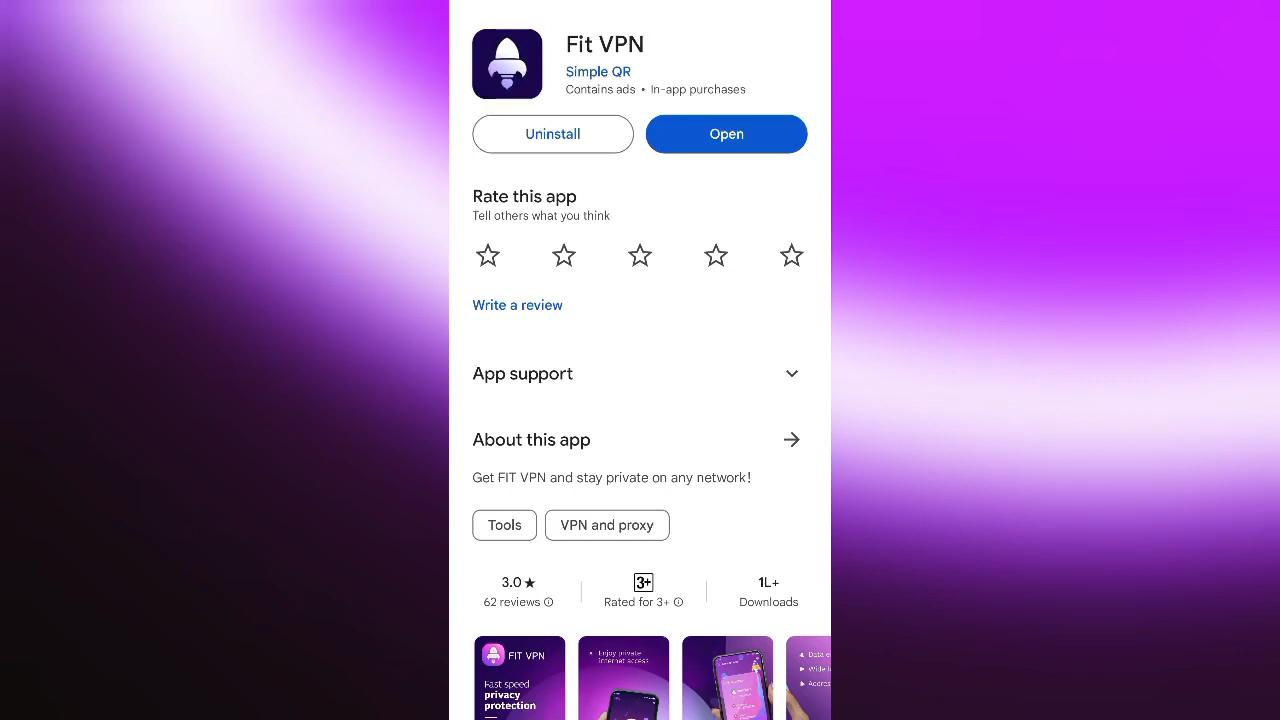 Fit VPN
Simple QR
Contains ads • In-app purchases
Uninstall
Open
Rate this app
Tell others what you think
Write a review
App support
About this app
Get FIT VPN and stay private on any network!
Tools
VPN and proxy
3.0★
62 reviews
3+
Rated for 3+
1L+
Downloads
FIT VPN
Fast speed
privacy
protection
Enjoy private
internet access